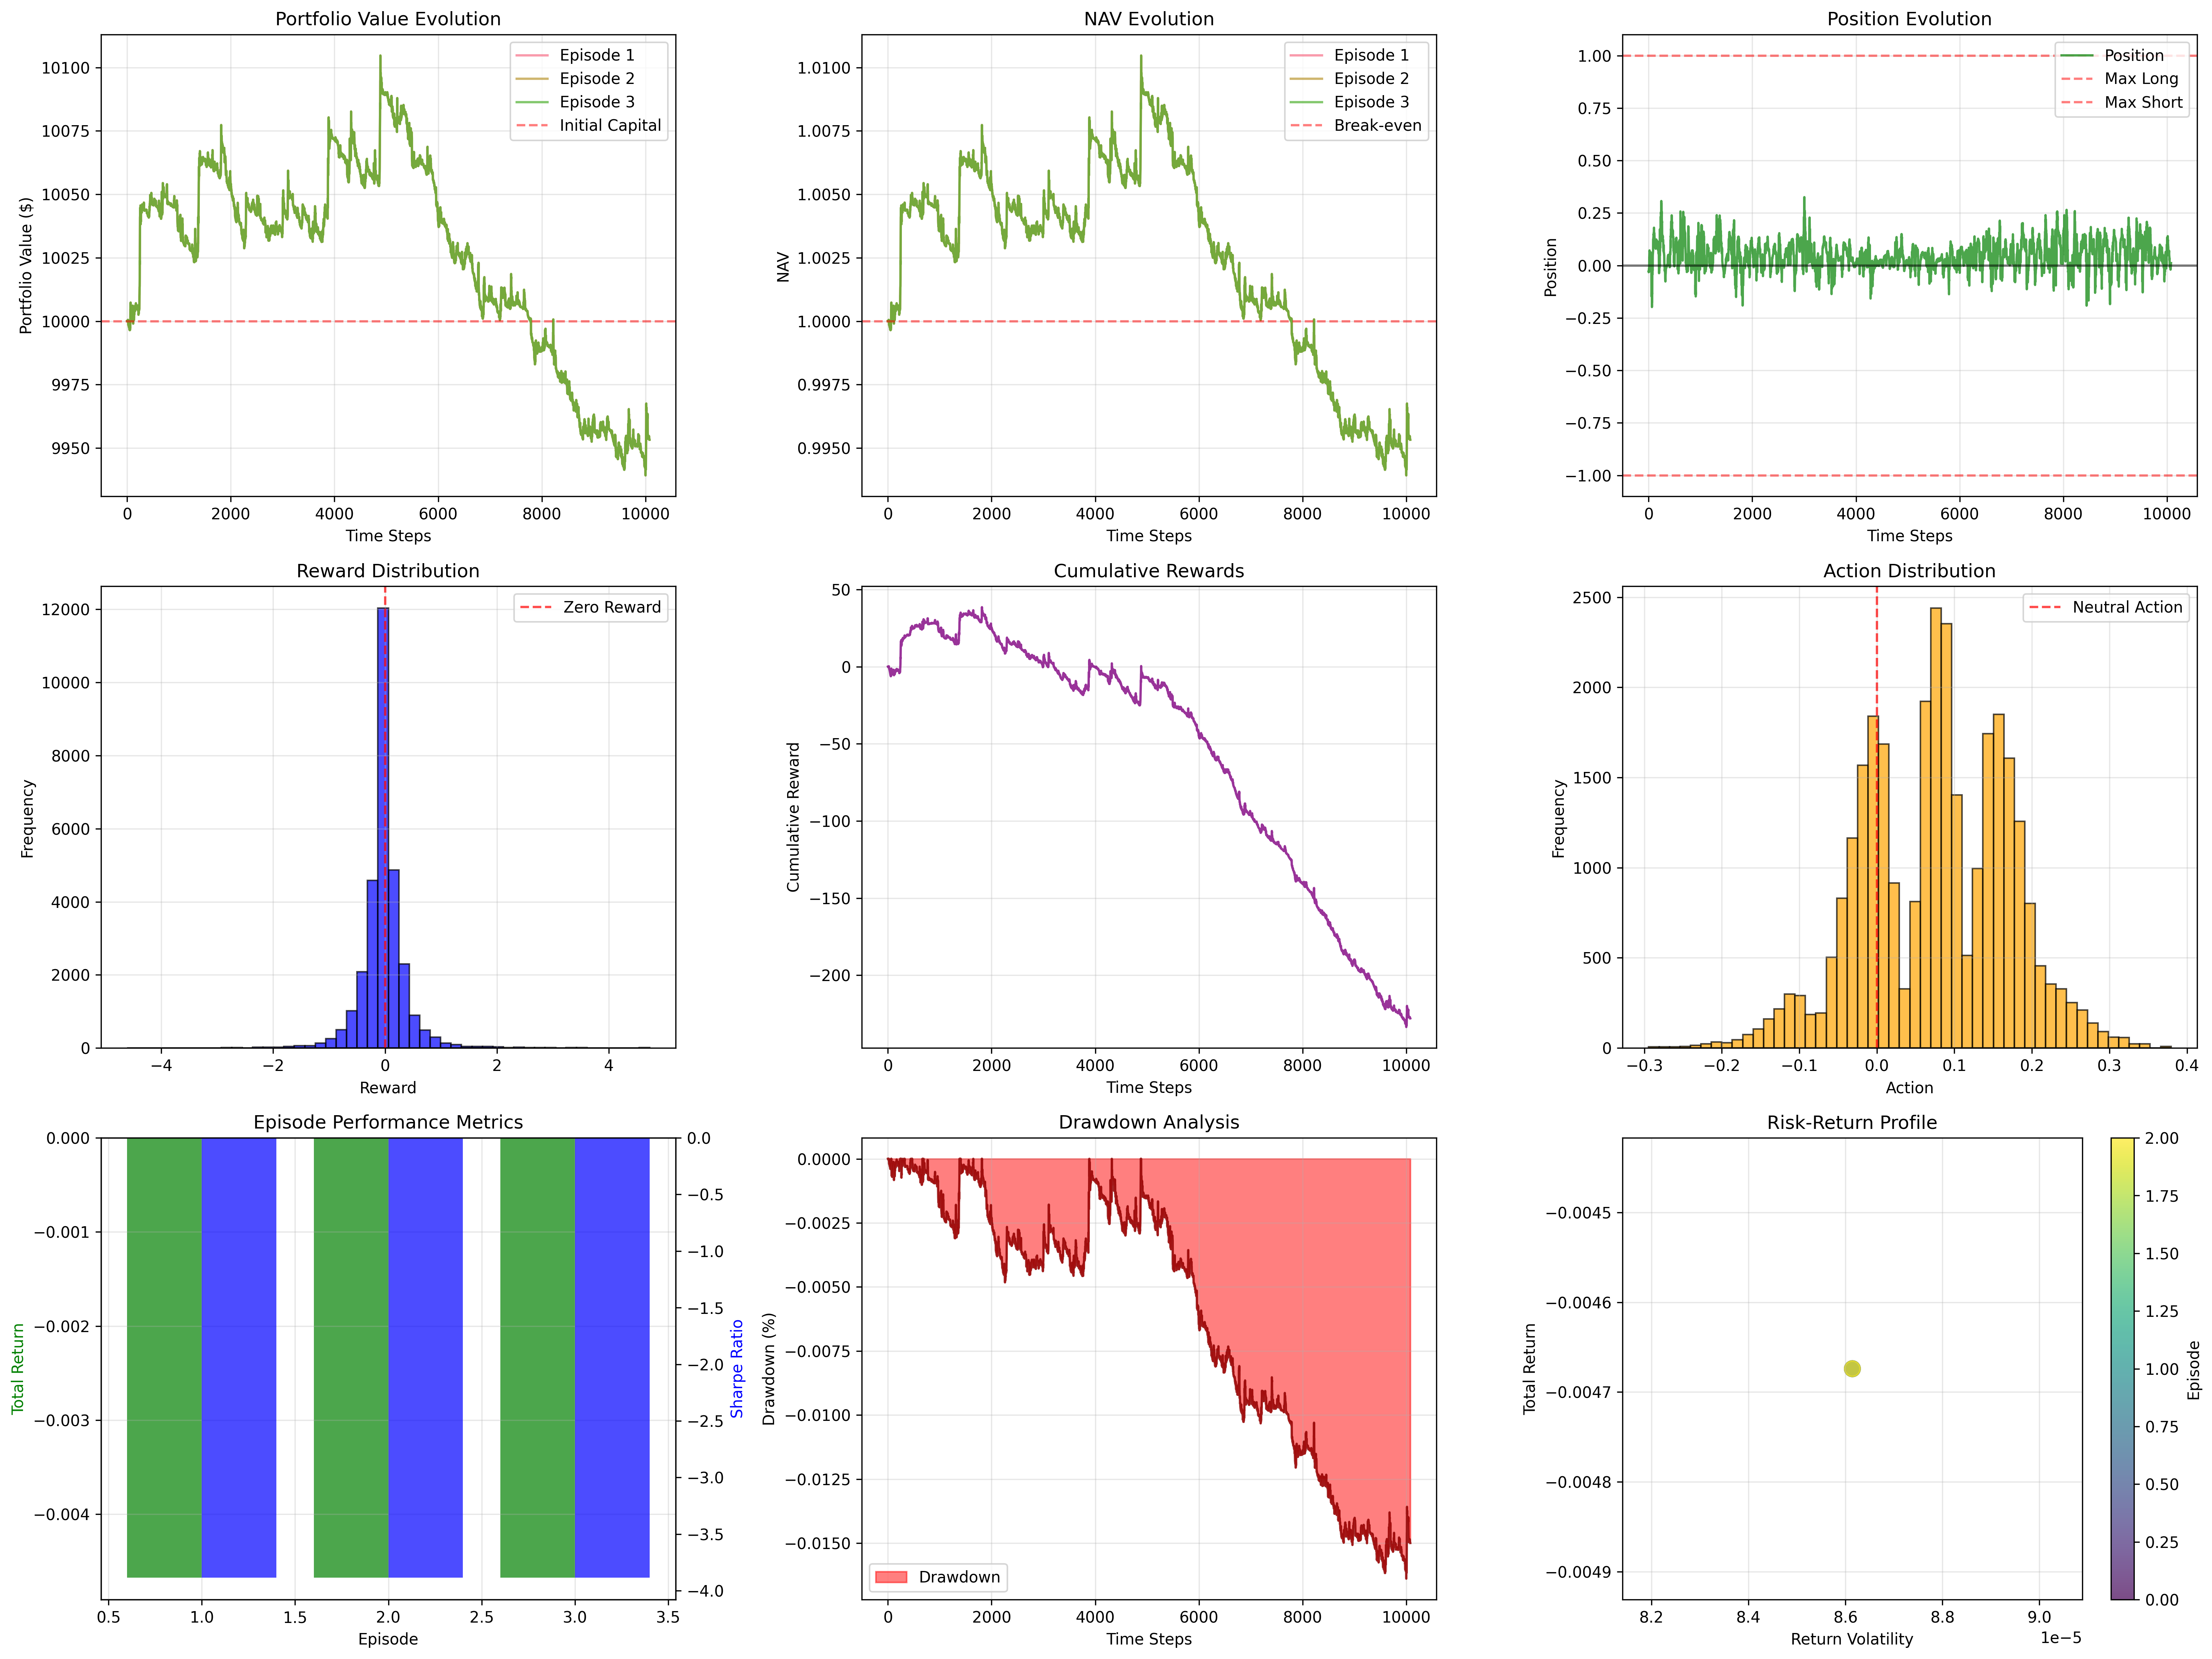 Portfolio Value Evolution
Portfolio Value ($)
10100
10075
10050
10025
10000
9975
9950
Episode 1
Episode 2
Episode 3
Initial Capital
0 2000 4000 6000 8000 10000
Time Steps
NAV Evolution
NAV
1.0100
1.0075
1.0050
1.0025
1.0000
0.9975
0.9950
Episode 1
Episode 2
Episode 3
Break-even
0 2000 4000 6000 8000 10000
Time Steps
Position Evolution
Position
1.00
0.75
0.50
0.25
0.00
−0.25
−0.50
−0.75
−1.00
Position
Max Long
Max Short
0 2000 4000 6000 8000 10000
Time Steps
Reward Distribution
Frequency
12000
10000
8000
6000
4000
2000
0
Zero Reward
−4 −2 0 2 4
Reward
Cumulative Rewards
Cumulative Reward
50
0
−50
−100
−150
−200
0 2000 4000 6000 8000 10000
Time Steps
Action Distribution
Frequency
2500
2000
1500
1000
500
0
Neutral Action
−0.3 −0.2 −0.1 0.0 0.1 0.2 0.3 0.4
Action
Episode Performance Metrics
Total Return
0.000
−0.001
−0.002
−0.003
−0.004
0.5 1.0 1.5 2.0 2.5 3.0 3.5
Episode
0.0
−0.5
−1.0
−1.5
−2.0
−2.5
−3.0
−3.5
−4.0
Sharpe Ratio
Drawdown Analysis
Drawdown (%)
0.0000
−0.0025
−0.0050
−0.0075
−0.0100
−0.0125
−0.0150
Drawdown
0 2000 4000 6000 8000 10000
Time Steps
Risk-Return Profile
Total Return
−0.0045
−0.0046
−0.0047
−0.0048
−0.0049
8.2 8.4 8.6 8.8 9.0
1e−5
Return Volatility
2.00
1.75
1.50
1.25
1.00
0.75
0.50
0.25
0.00
Episode